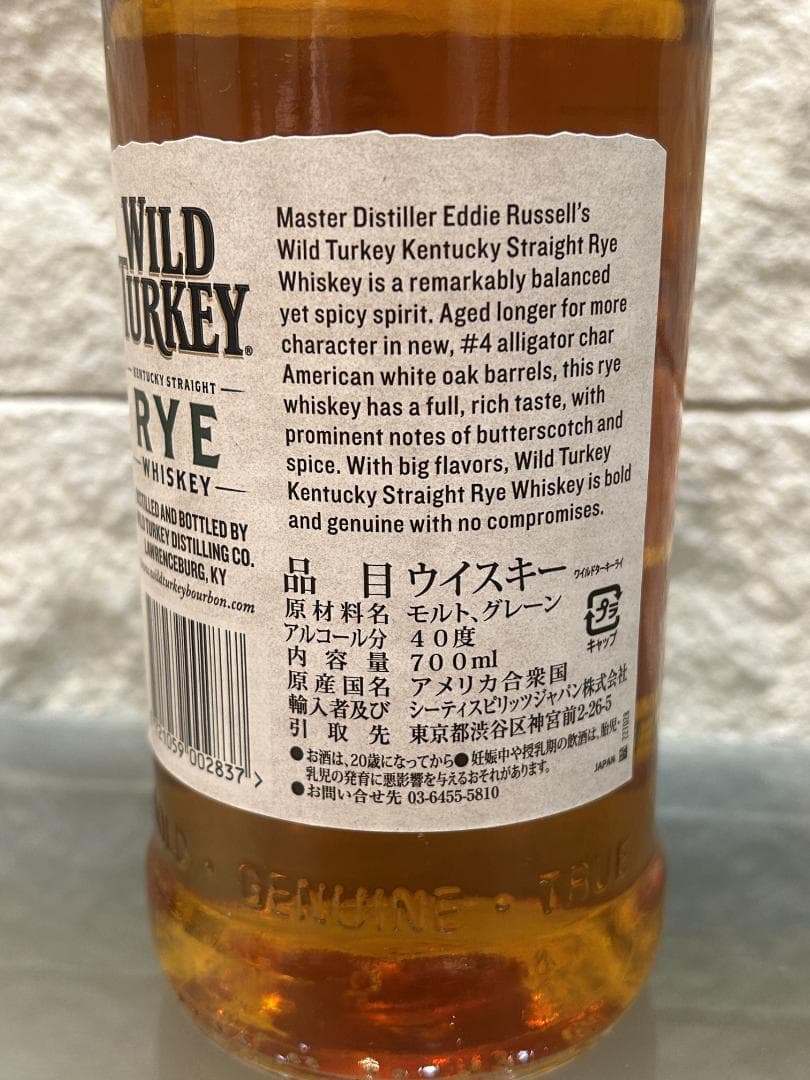 WILD
TURKEY®
KENTUCKY STRAIGHT
RYE
WHISKEY
DISTILLED AND BOTTLED BY
WILD TURKEY DISTILLING CO.
LAWRENCEBURG, KY
www.wildturkeybourbon.com
21059 002837 >
Master Distiller Eddie Russell's
Wild Turkey Kentucky Straight Rye
Whiskey is a remarkably balanced
yet spicy spirit. Aged longer for more
character in new, #4 alligator char
American white oak barrels, this rye
whiskey has a full, rich taste, with
prominent notes of butterscotch and
spice. With big flavors, Wild Turkey
Kentucky Straight Rye Whiskey is bold
and genuine with no compromises.
品目 ウイスキー ワイルドターキーライ
原材料名 モルト、グレーン
アルコール分 40度
内容量 700ml
原産国名 アメリカ合衆国
輸入者及び シーティスピリッツジャパン株式会社
引取先 東京都渋谷区神宮前2-26-5
プラ
キャップ
●お酒は、20歳になってから●妊娠中や授乳期の飲酒は、胎児・
乳児の発育に悪影響を与えるおそれがあります。
●お問い合せ先 03-6455-5810
JAPAN
GENUINE • TRUE